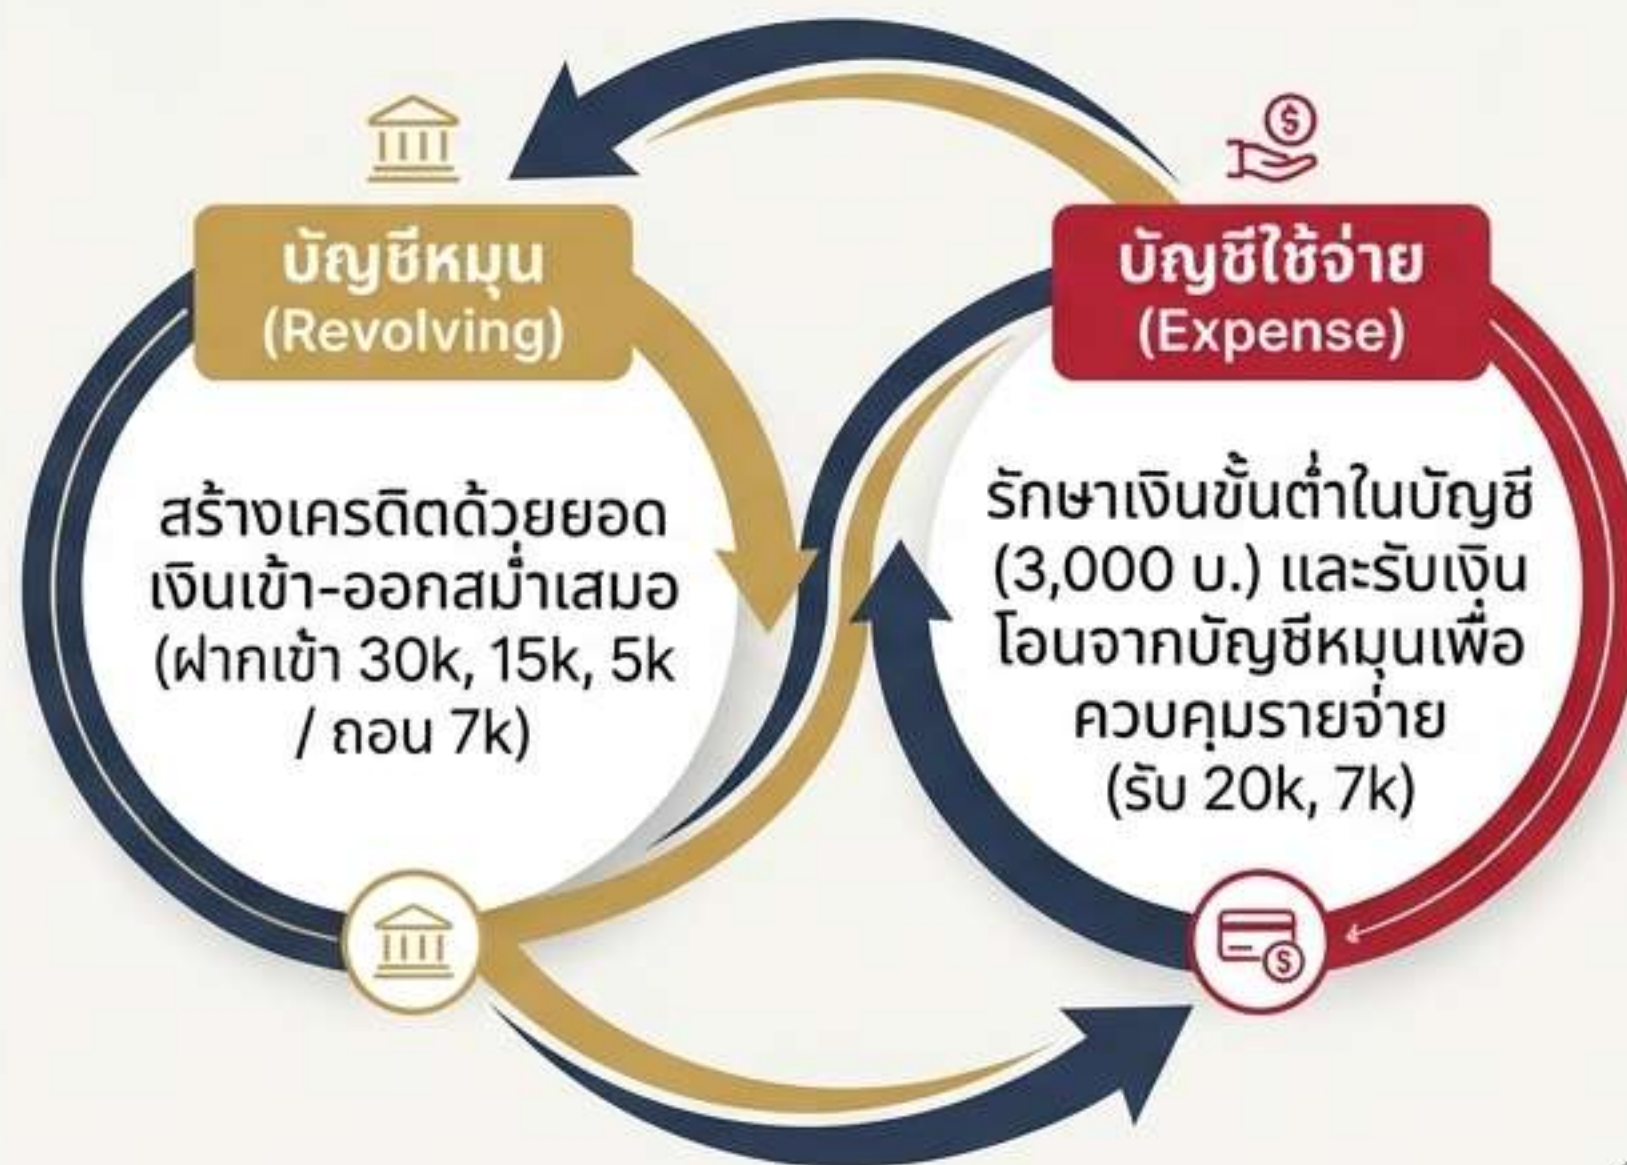 บัญชีหมุน
(Revolving)
สร้างเครดิตด้วยยอด
เงินเข้า-ออกสม่ำเสมอ
(ฝากเข้า 30k, 15k, 5k
/ ถอน 7k)
บัญชีใช้จ่าย
(Expense)
รักษาเงินขั้นต่ำในบัญชี
(3,000 บ.) และรับเงิน
โอนจากบัญชีหมุนเพื่อ
ควบคุมรายจ่าย
(รับ 20k, 7k)